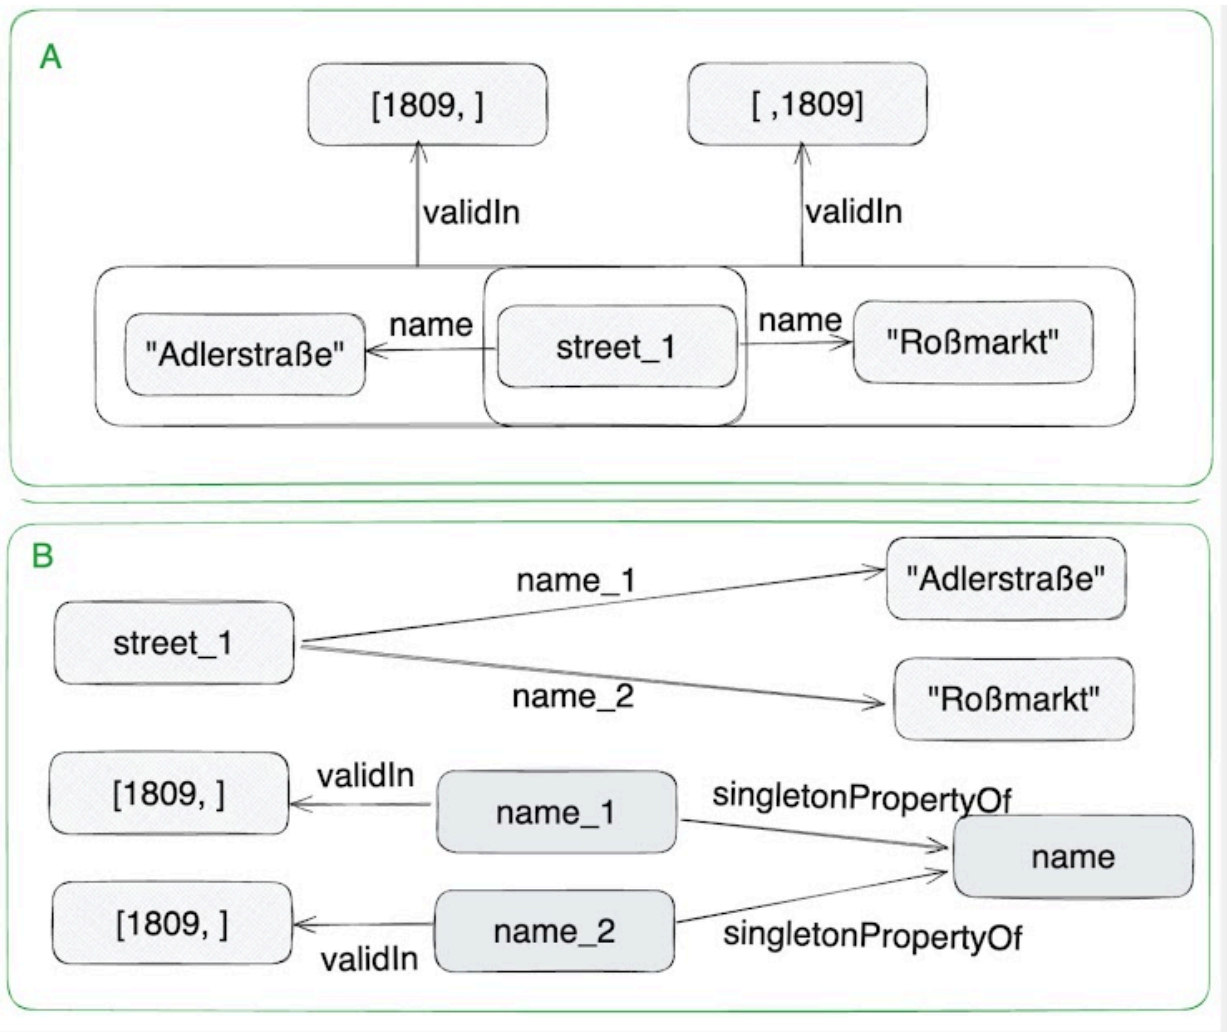 A
[1809, ]
[ ,1809]
validIn
validIn
"Adlerstraße"
name
street_1
name
"Roßmarkt"
B
street_1
name_1
"Adlerstraße"
name_2
"Roßmarkt"
[1809, ]
validIn
name_1
singletonPropertyOf
name
[1809, ]
validIn
name_2
singletonPropertyOf